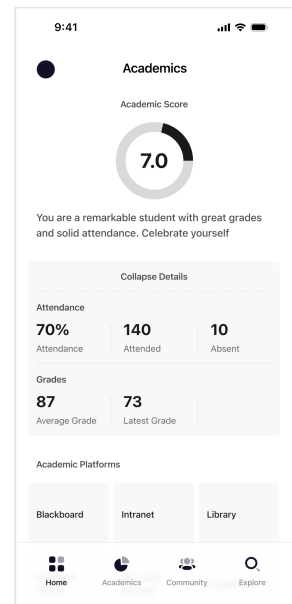 9:41
Academics
Academic Score
7.0
You are a remarkable student with great grades
and solid attendance. Celebrate yourself
Collapse Details
Attendance
70% 140 10
Attendance Attended Absent
Grades
87 73
Average Grade Latest Grade
Academic Platforms
Blackboard Intranet Library
Home Academics Community Explore